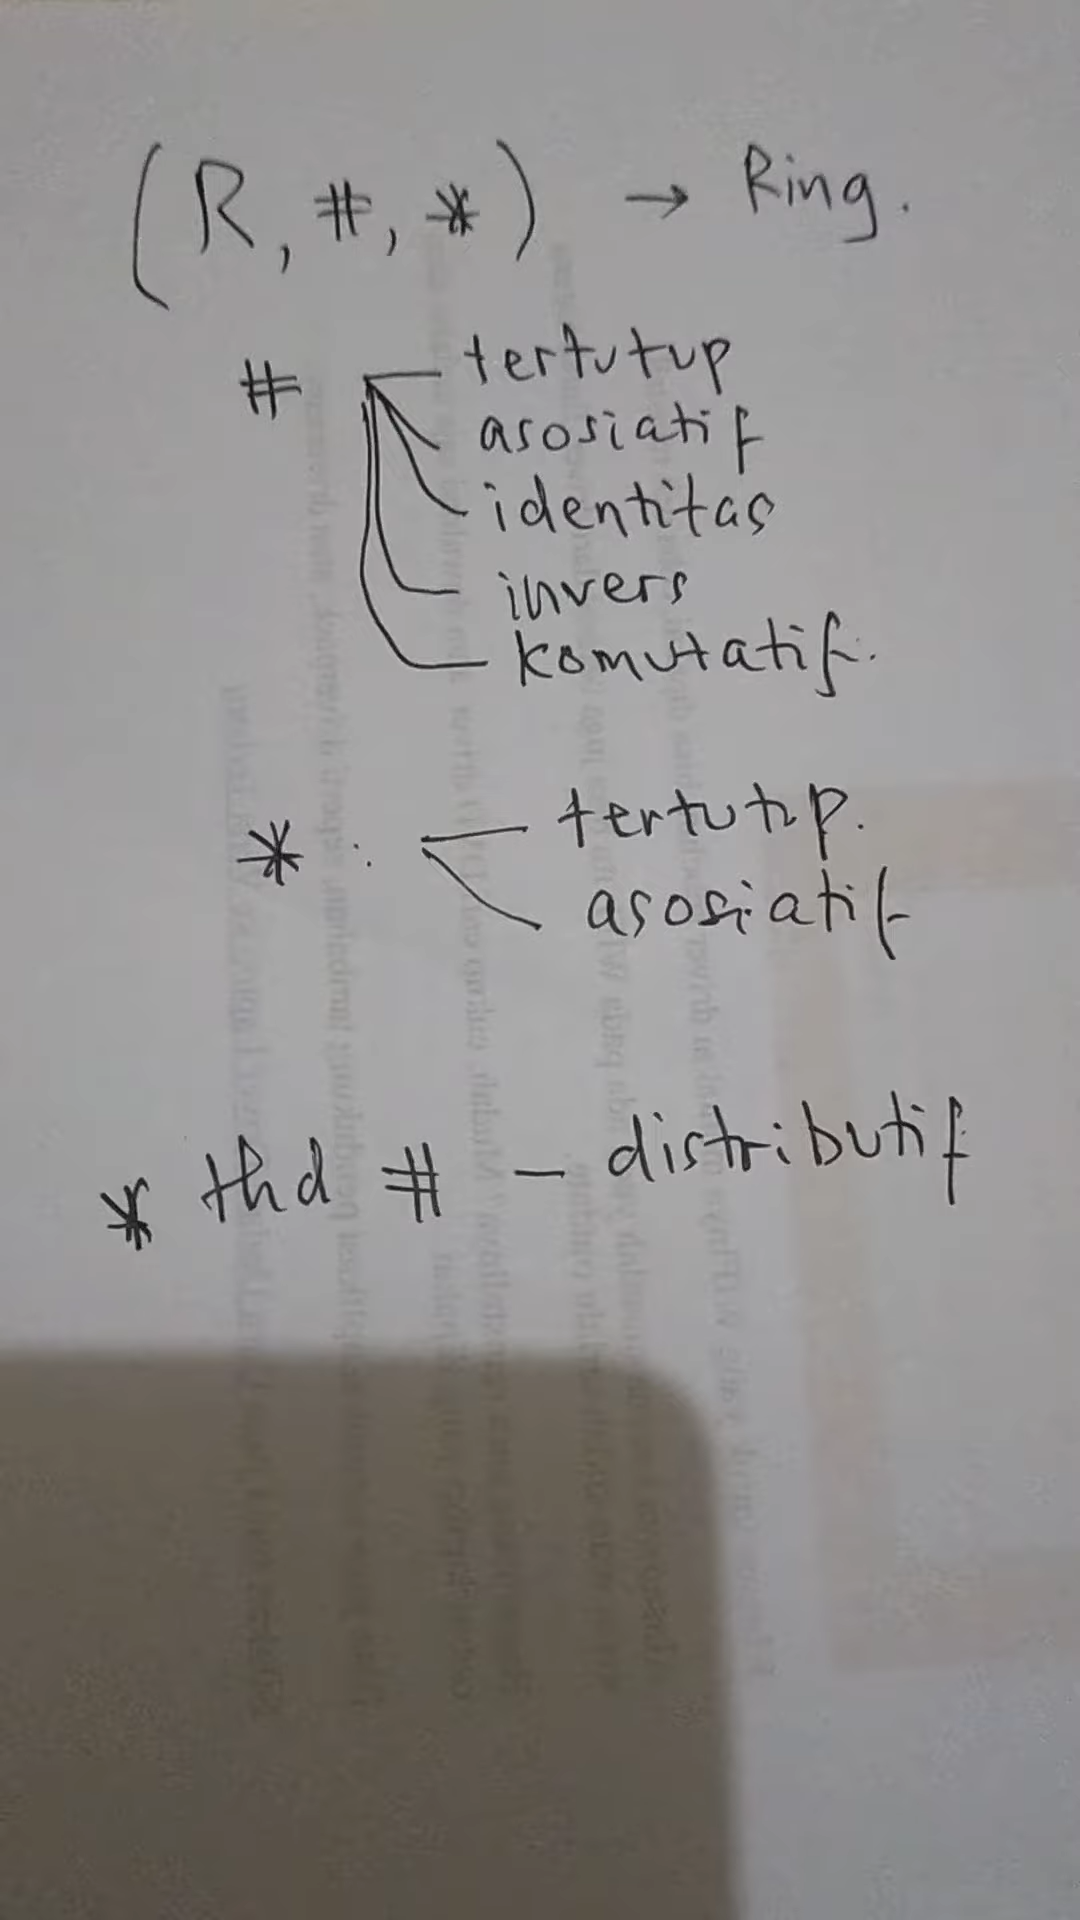 (R, #, *) → Ring.
# tertutup
asosiatif
identitas
invers
komutatif.
* : tertutup.
asosiatif
* thd # - distributif